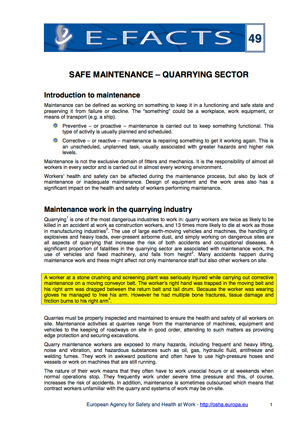 E-FACTS
49
SAFE MAINTENANCE – QUARRYING SECTOR
Introduction to maintenance
Maintenance can be defined as working on something to keep it in a functioning and safe state and
preserving it from failure or decline. The "something" could be a workplace, work equipment, or
means of transport (e.g. a ship).
Preventive – or proactive – maintenance is carried out to keep something functional. This
type of activity is usually planned and scheduled.
Corrective – or reactive – maintenance is repairing something to get it working again. This is
an unscheduled, unplanned task, usually associated with greater hazards and higher risk
levels.
Maintenance is not the exclusive domain of fitters and mechanics. It is the responsibility of almost all
workers in every sector and is carried out in almost every working environment.
Workers' health and safety can be affected during the maintenance process, but also by lack of
maintenance or inadequate maintenance. Design of equipment and the work area also has a
significant impact on the health and safety of workers performing maintenance.
Maintenance work in the quarrying industry
Quarrying is one of the most dangerous industries to work in: quarry workers are twice as likely to be
killed in an accident at work as construction workers, and 13 times more likely to die at work as those
in manufacturing industries. The use of large earth-moving vehicles and machines, the handling of
explosives and heavy loads, ever-present airborne dust, and simply working on dangerous sites are
all aspects of quarrying that increase the risk of both accidents and occupational diseases. A
significant proportion of fatalities in the quarrying sector are associated with maintenance work, the
use of vehicles and fixed machinery, and falls from height. Many accidents happen during
maintenance work and these might affect not only maintenance staff but also other workers on site.
A worker at a stone crushing and screening plant was seriously injured while carrying out corrective
maintenance on a moving conveyor belt. The worker's right hand was trapped in the moving belt and
his right arm was dragged between the return belt and tail drum. Because the worker was wearing
gloves he managed to free his arm. However he had multiple bone fractures, tissue damage and
friction burns to his right arm.
Quarries must be properly inspected and maintained to ensure the health and safety of all workers on
site. Maintenance activities at quarries range from the maintenance of machines, equipment and
vehicles to the keeping of roadways on site in good order, attending to such matters as providing
edge protection and securing excavations.
Quarry maintenance workers are exposed to many hazards, including frequent and heavy lifting,
noise and vibration, and hazardous substances such as oil, gas, hydraulic fluid, antifreeze and
welding fumes. They work in awkward positions and often have to use high-pressure hoses and
vessels or work on machines that are still running.
The nature of their work means that they often have to work unsocial hours or at weekends when
normal operations stop. They frequently work under severe time pressure and this, of course,
increases the risk of accidents. In addition, maintenance is sometimes outsourced which means that
contract workers unfamiliar with the quarry and systems of work may be on-site.
European Agency for Safety and Health at Work - http://osha.europa.eu
1